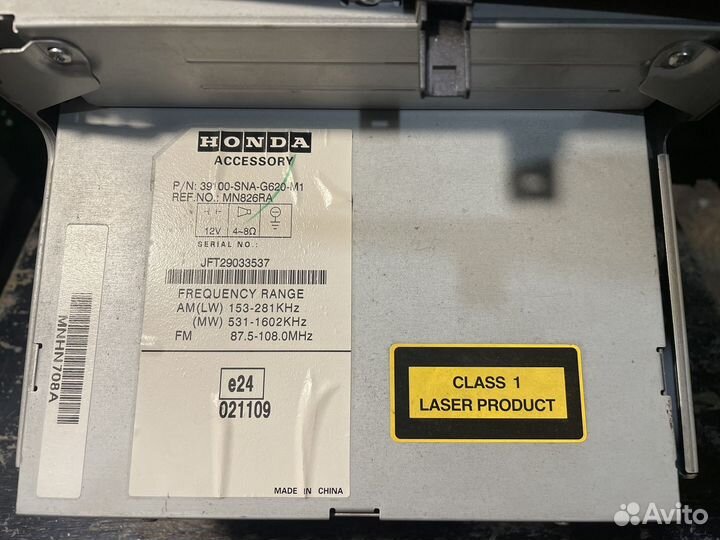 HONDA
ACCESSORY
P/N: 39100-SNA-G620-M1
REF.NO.: MN826RA
12V 4~8Ω
SERIAL NO.:
JFT29033537
FREQUENCY RANGE
AM(LW) 153-281KHz
(MW) 531-1602KHz
FM 87.5-108.0MHz
e24
021109
MADE IN CHINA
MNHN708A
CLASS 1
LASER PRODUCT
Avito